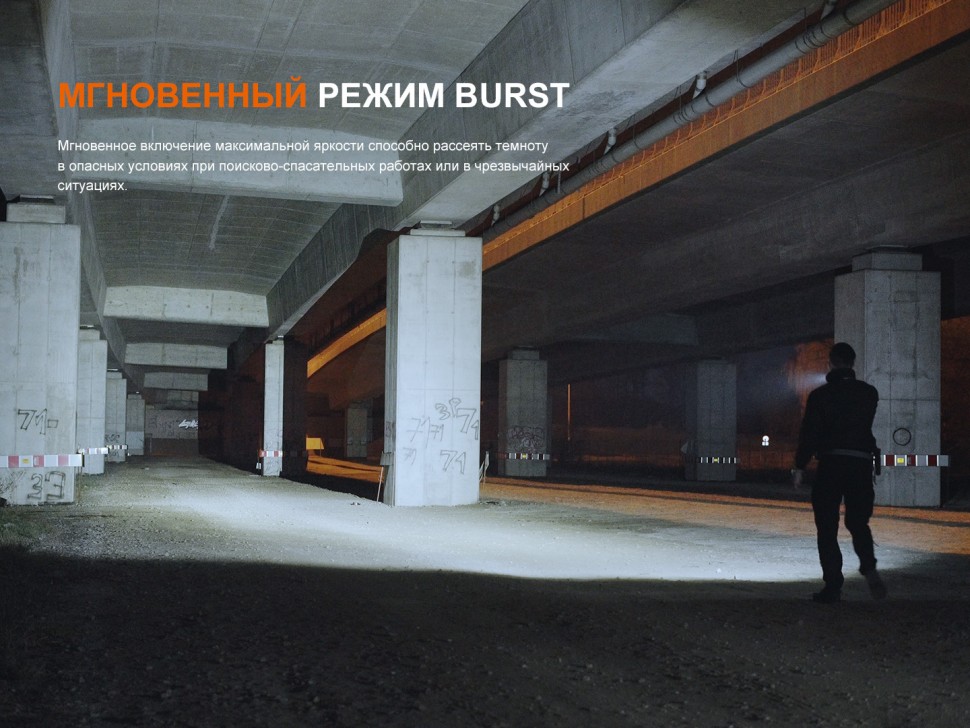 МГНОВЕННЫЙ РЕЖИМ BURST
Мгновенное включение максимальной яркости способно рассеять темноту
в опасных условиях при поисково-спасательных работах или в чрезвычайных
ситуациях.
74